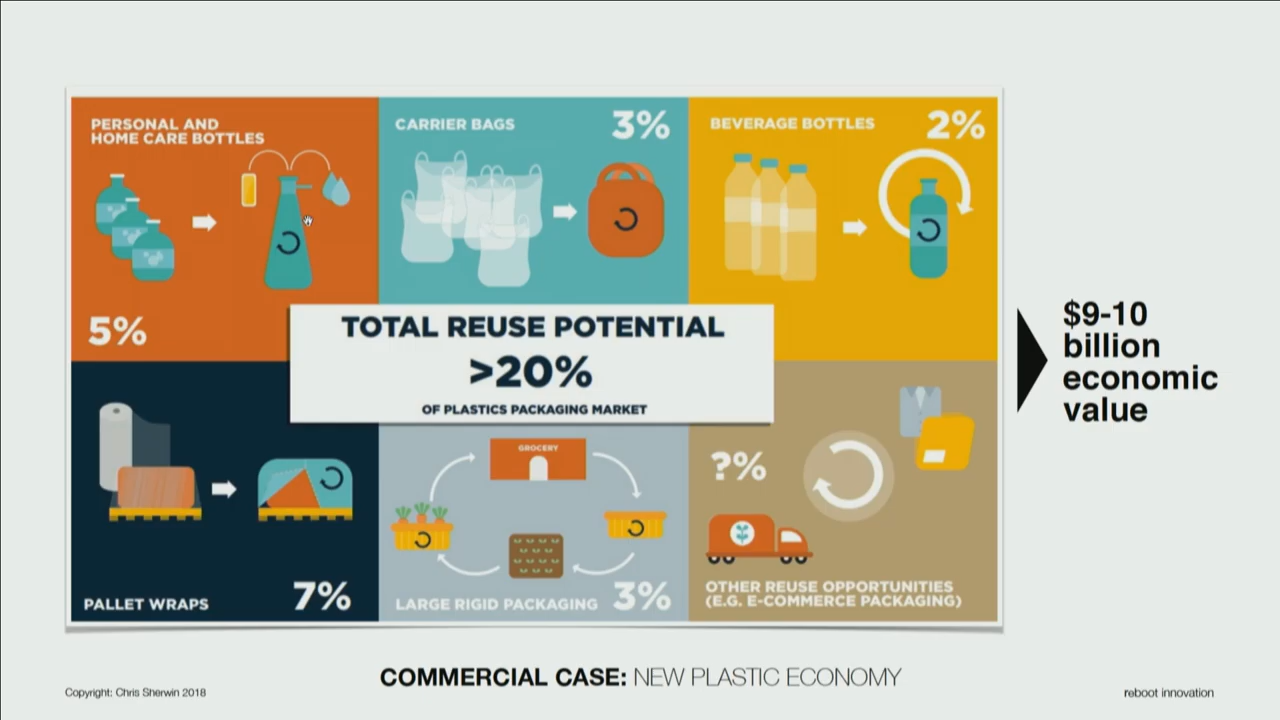 PERSONAL AND
HOME CARE BOTTLES
5%
CARRIER BAGS
3%
BEVERAGE BOTTLES
2%
TOTAL REUSE POTENTIAL
>20%
OF PLASTICS PACKAGING MARKET
$9-10
billion
economic
value
PALLET WRAPS
7%
GROCERY
LARGE RIGID PACKAGING
3%
?%
OTHER REUSE OPPORTUNITIES
(E.G. E-COMMERCE PACKAGING)
COMMERCIAL CASE: NEW PLASTIC ECONOMY
Copyright: Chris Sherwin 2018
reboot innovation